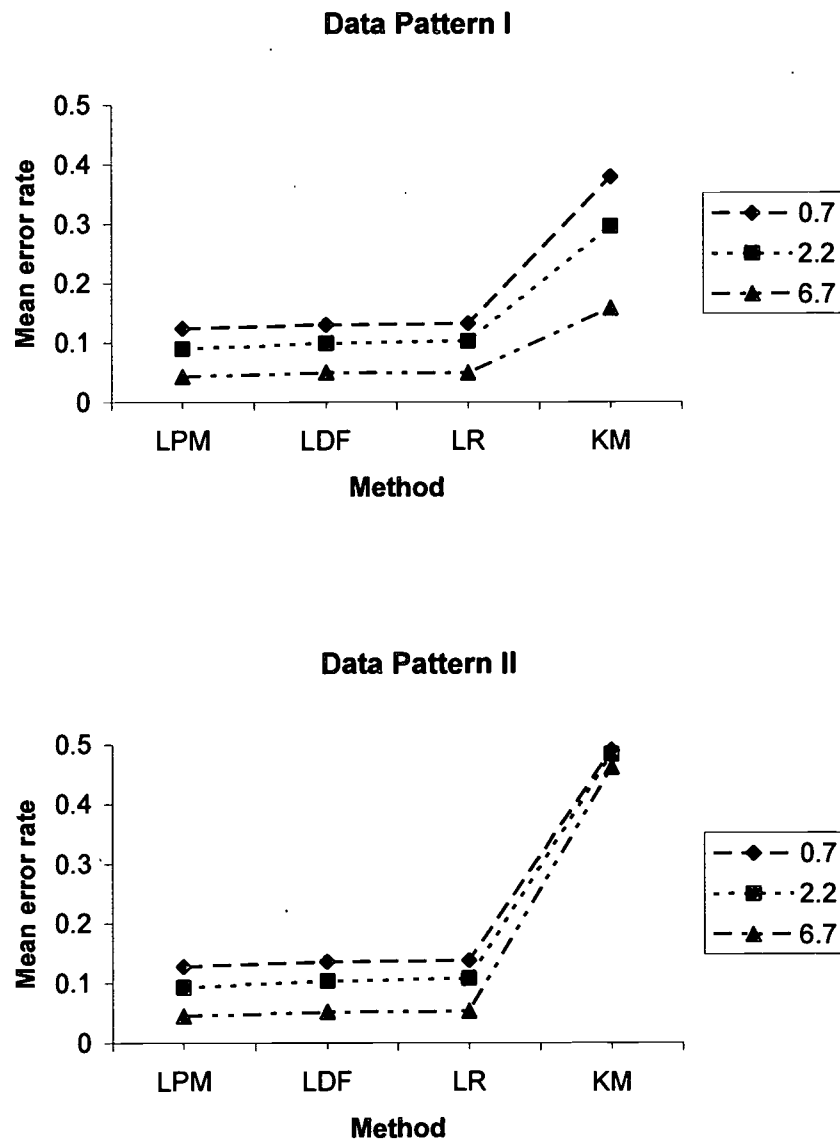 Data Pattern I
0.5
0.4
0.3
0.2
0.1
0
Mean error rate
LPM LDF LR KM
Method
0.7
2.2
6.7
Data Pattern II
0.5
0.4
0.3
0.2
0.1
0
Mean error rate
LPM LDF LR KM
Method
0.7
2.2
6.7